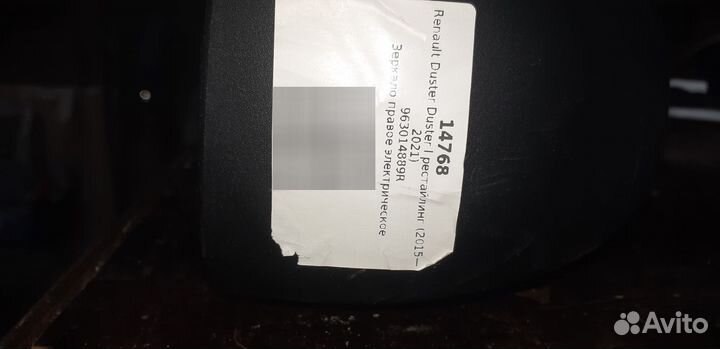 14768
Renault Duster Duster I рестайлинг (2015—
2021)
963014889R
Зеркало правое электрическое
Avito